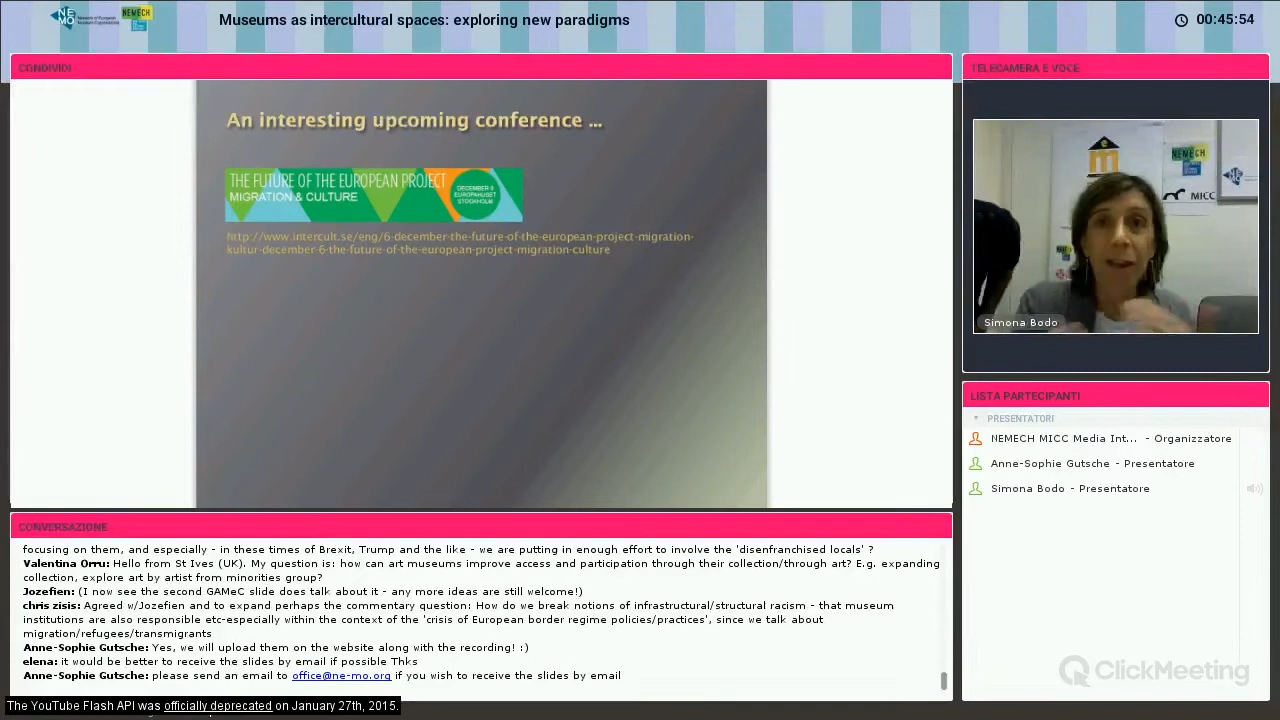 NEMO
NEMECH
Museums as intercultural spaces: exploring new paradigms
00:45:54
CONDIVIDI
TELECAMERA E VOCE
An interesting upcoming conference ...
THE FUTURE OF THE EUROPEAN PROJECT
MIGRATION & CULTURE
DECEMBER 6
EUROPAHUSET
STOCKHOLM
http://www.intercult.se/eng/6-december-the-future-of-the-european-project-migration-
kultur-december-6-the-future-of-the-european-project-migration-culture
NEMECH
MICC
Simona Bodo
LISTA PARTECIPANTI
PRESENTATORI
NEMECH MICC Media Int... - Organizzatore
Anne-Sophie Gutsche - Presentatore
Simona Bodo - Presentatore
ClickMeeting
CONVERSAZIONE
focusing on them, and especially - in these times of Brexit, Trump and the like - we are putting in enough effort to involve the 'disenfranchised locals' ?
Valentina Orru: Hello from St Ives (UK). My question is: how can art museums improve access and participation through their collection/through art? E.g. expanding
collection, explore art by artist from minorities group?
Jozefien: (I now see the second GAMeC slide does talk about it - any more ideas are still welcome!)
chris zisis: Agreed w/Jozefien and to expand perhaps the commentary question: How do we break notions of infrastructural/structural racism - that museum
institutions are also responsible etc-especially within the context of the 'crisis of European border regime policies/practices', since we talk about
migration/refugees/transmigrants
Anne-Sophie Gutsche: Yes, we will upload them on the website along with the recording! :)
elena: it would be better to receive the slides by email if possible Thks
Anne-Sophie Gutsche: please send an email to office@ne-mo.org if you wish to receive the slides by email
The YouTube Flash API was officially deprecated on January 27th, 2015.